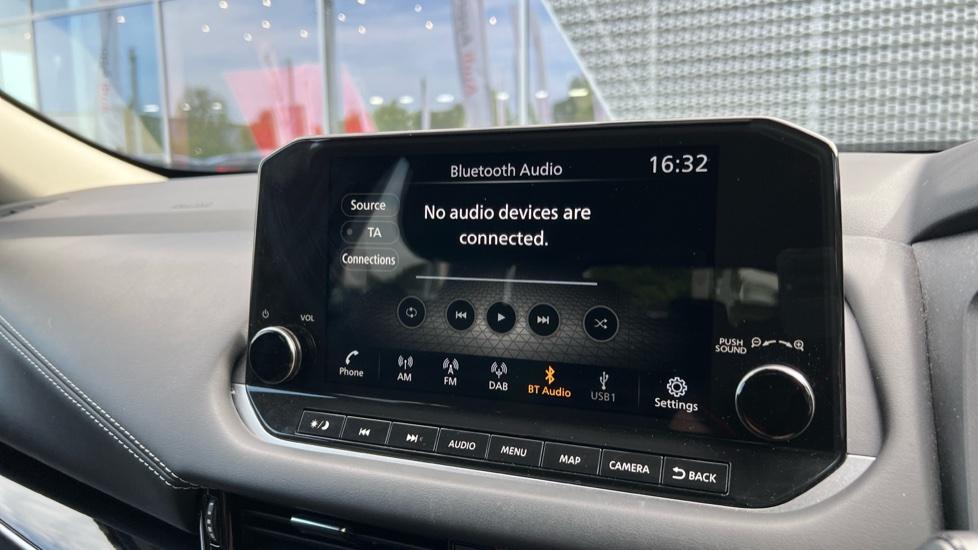 Bluetooth Audio
16:32
Source
TA
Connections
No audio devices are
connected.
VOL
PUSH
SOUND
Phone
AM
FM
DAB
BT Audio
USB1
Settings
AUDIO
MENU
MAP
CAMERA
BACK